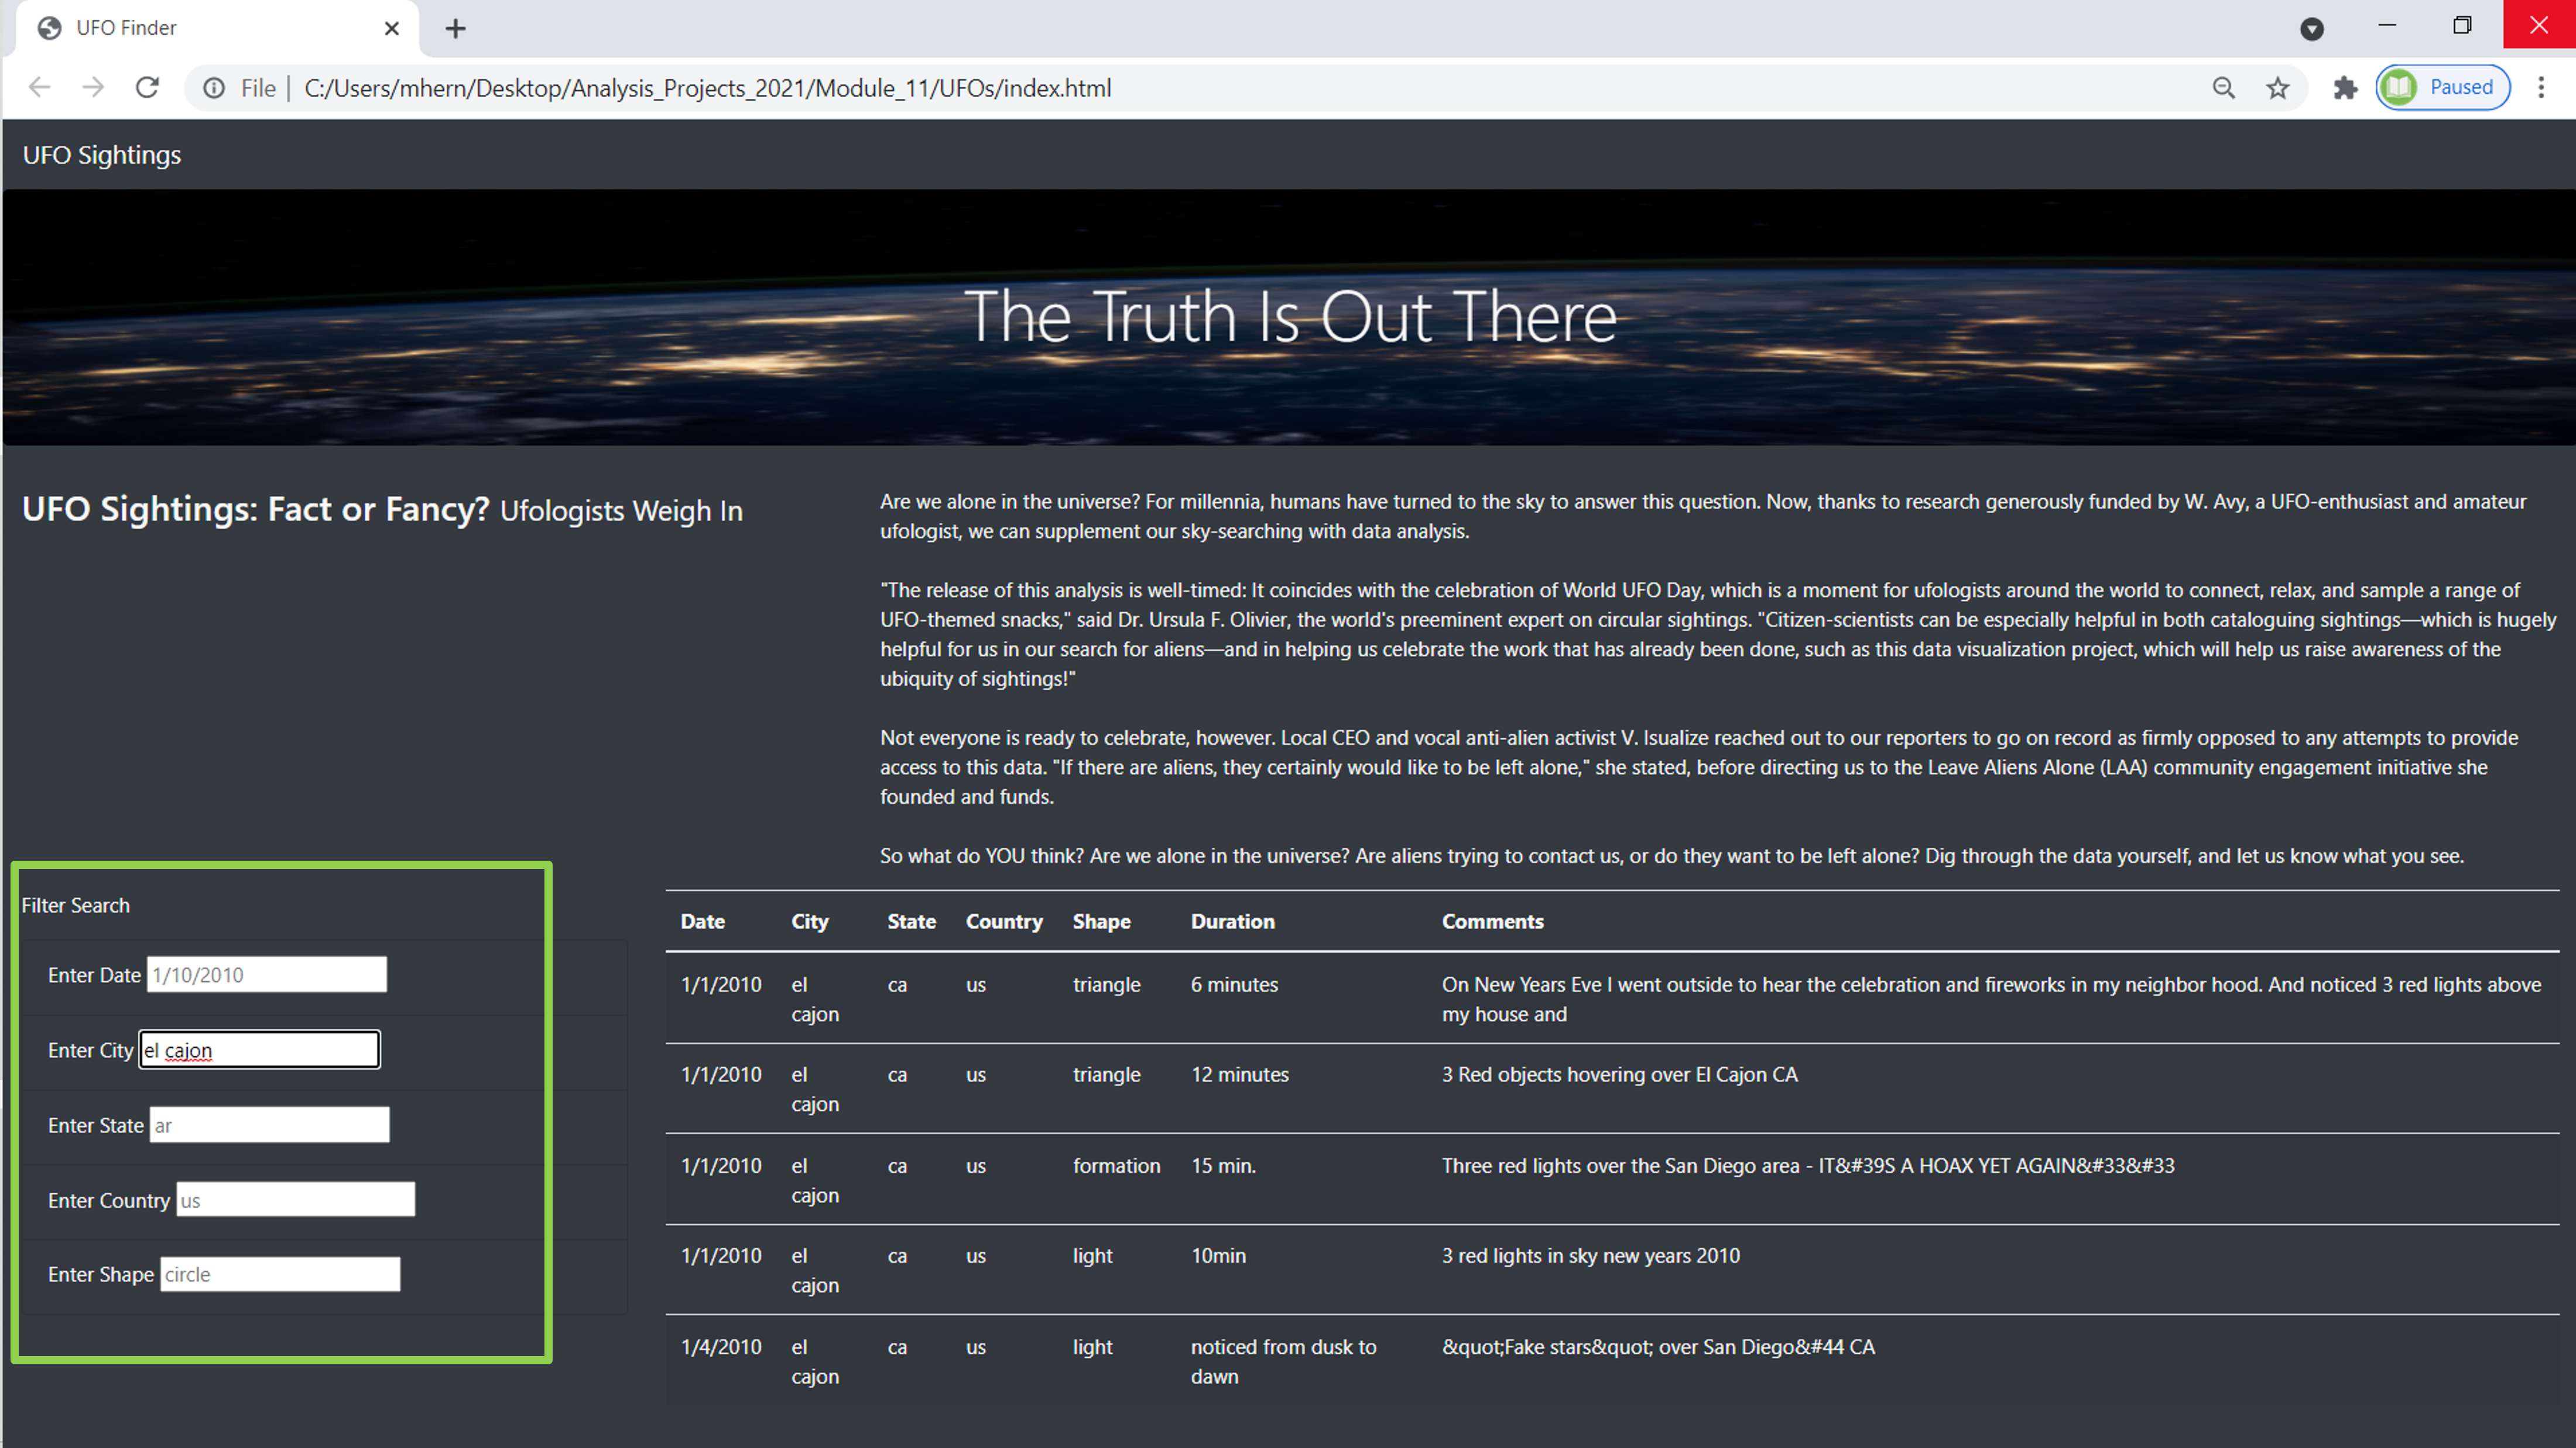 UFO Finder
File | C:/Users/mhern/Desktop/Analysis_Projects_2021/Module_11/UFOs/index.html
Paused
UFO Sightings
The Truth Is Out There
UFO Sightings: Fact or Fancy? Ufologists Weigh In
Are we alone in the universe? For millennia, humans have turned to the sky to answer this question. Now, thanks to research generously funded by W. Avy, a UFO-enthusiast and amateur
ufologist, we can supplement our sky-searching with data analysis.
"The release of this analysis is well-timed: It coincides with the celebration of World UFO Day, which is a moment for ufologists around the world to connect, relax, and sample a range of
UFO-themed snacks," said Dr. Ursula F. Olivier, the world's preeminent expert on circular sightings. "Citizen-scientists can be especially helpful in both cataloguing sightings—which is hugely
helpful for us in our search for aliens—and in helping us celebrate the work that has already been done, such as this data visualization project, which will help us raise awareness of the
ubiquity of sightings!"
Not everyone is ready to celebrate, however. Local CEO and vocal anti-alien activist V. Isualize reached out to our reporters to go on record as firmly opposed to any attempts to provide
access to this data. "If there are aliens, they certainly would like to be left alone," she stated, before directing us to the Leave Aliens Alone (LAA) community engagement initiative she
founded and funds.
So what do YOU think? Are we alone in the universe? Are aliens trying to contact us, or do they want to be left alone? Dig through the data yourself, and let us know what you see.
Filter Search
Enter Date 1/10/2010
Enter City el cajon
Enter State ar
Enter Country us
Enter Shape circle
Date City State Country Shape Duration Comments
1/1/2010 el ca us triangle 6 minutes On New Years Eve I went outside to hear the celebration and fireworks in my neighbor hood. And noticed 3 red lights above
cajon my house and
1/1/2010 el ca us triangle 12 minutes 3 Red objects hovering over El Cajon CA
cajon
1/1/2010 el ca us formation 15 min. Three red lights over the San Diego area - IT&#39S A HOAX YET AGAIN&#33&#33
cajon
1/1/2010 el ca us light 10min 3 red lights in sky new years 2010
cajon
1/4/2010 el ca us light noticed from dusk to &quot;Fake stars&quot; over San Diego&#44 CA
cajon dawn